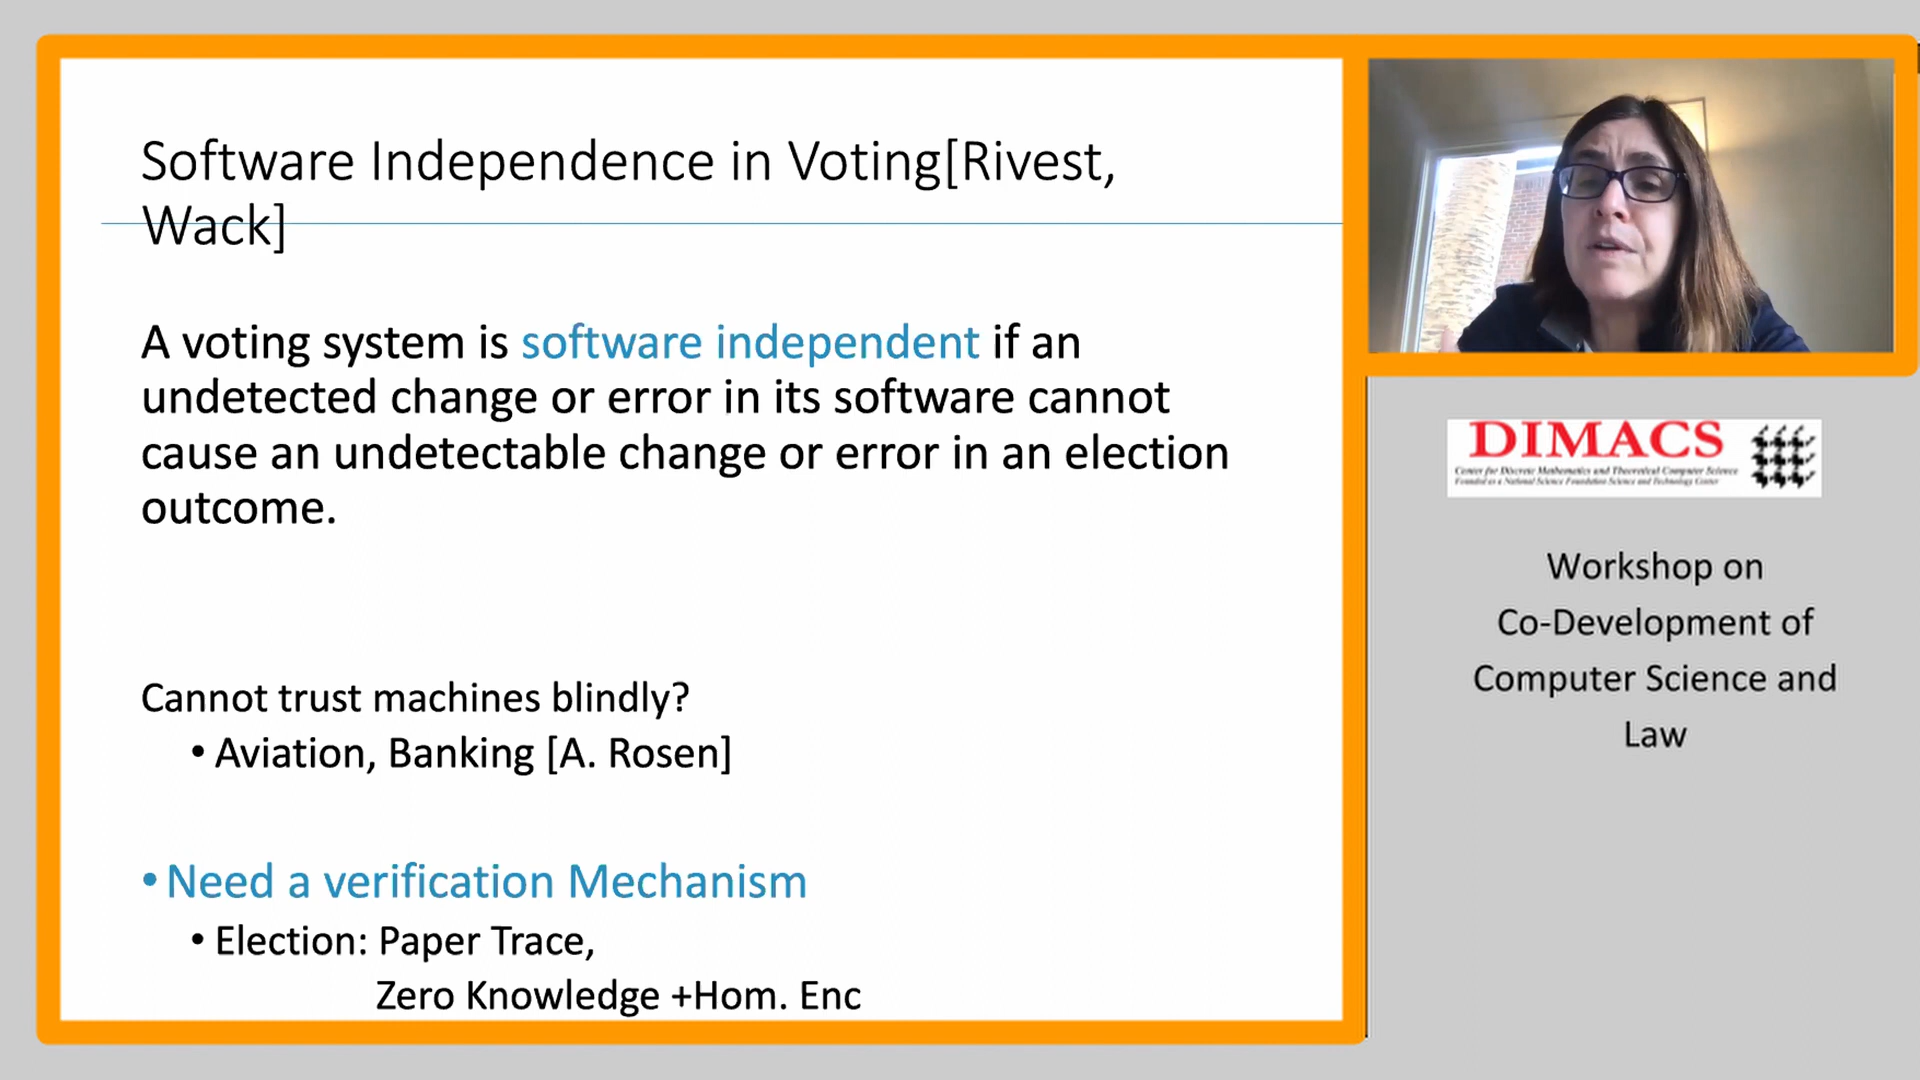 Software Independence in Voting[Rivest,
Wack]
A voting system is software independent if an
undetected change or error in its software cannot
cause an undetectable change or error in an election
outcome.
Cannot trust machines blindly?
• Aviation, Banking [A. Rosen]
• Need a verification Mechanism
• Election: Paper Trace,
Zero Knowledge +Hom. Enc
DIMACS
Center for Discrete Mathematics and Theoretical Computer Science
Founded as a National Science Foundation Science and Technology Center
Workshop on
Co-Development of
Computer Science and
Law